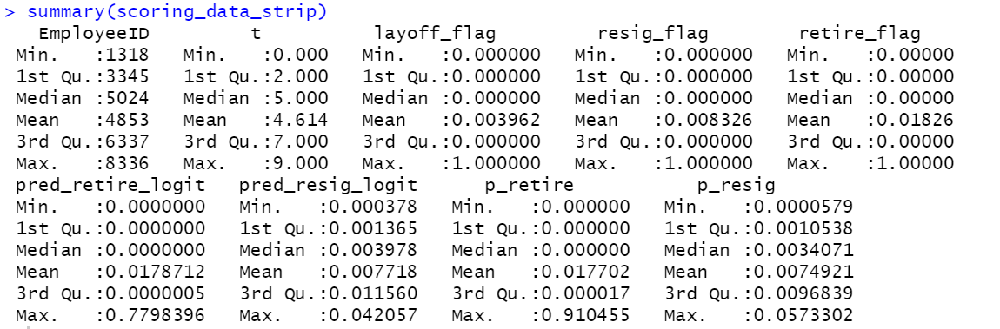 > summary(scoring_data_strip)
EmployeeID t layoff_flag resig_flag retire_flag
Min. :1318 Min. :0.000 Min. :0.000000 Min. :0.000000 Min. :0.00000
1st Qu.:3345 1st Qu.:2.000 1st Qu.:0.000000 1st Qu.:0.000000 1st Qu.:0.00000
Median :5024 Median :5.000 Median :0.000000 Median :0.000000 Median :0.00000
Mean :4853 Mean :4.614 Mean :0.003962 Mean :0.008326 Mean :0.01826
3rd Qu.:6337 3rd Qu.:7.000 3rd Qu.:0.000000 3rd Qu.:0.000000 3rd Qu.:0.00000
Max. :8336 Max. :9.000 Max. :1.000000 Max. :1.000000 Max. :1.00000
pred_retire_logit pred_resig_logit p_retire p_resig
Min. :0.0000000 Min. :0.000378 Min. :0.000000 Min. :0.0000579
1st Qu.:0.0000000 1st Qu.:0.001365 1st Qu.:0.000000 1st Qu.:0.0010538
Median :0.0000000 Median :0.003978 Median :0.000000 Median :0.0034071
Mean :0.0178712 Mean :0.007718 Mean :0.017702 Mean :0.0074921
3rd Qu.:0.0000005 3rd Qu.:0.011560 3rd Qu.:0.000017 3rd Qu.:0.0096839
Max. :0.7798396 Max. :0.042057 Max. :0.910455 Max. :0.0573302